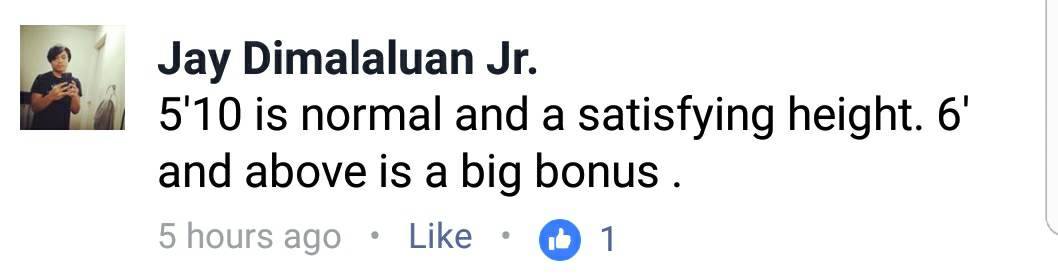 Jay Dimalaluan Jr.
5'10 is normal and a satisfying height. 6'
and above is a big bonus .
5 hours ago • Like • 1